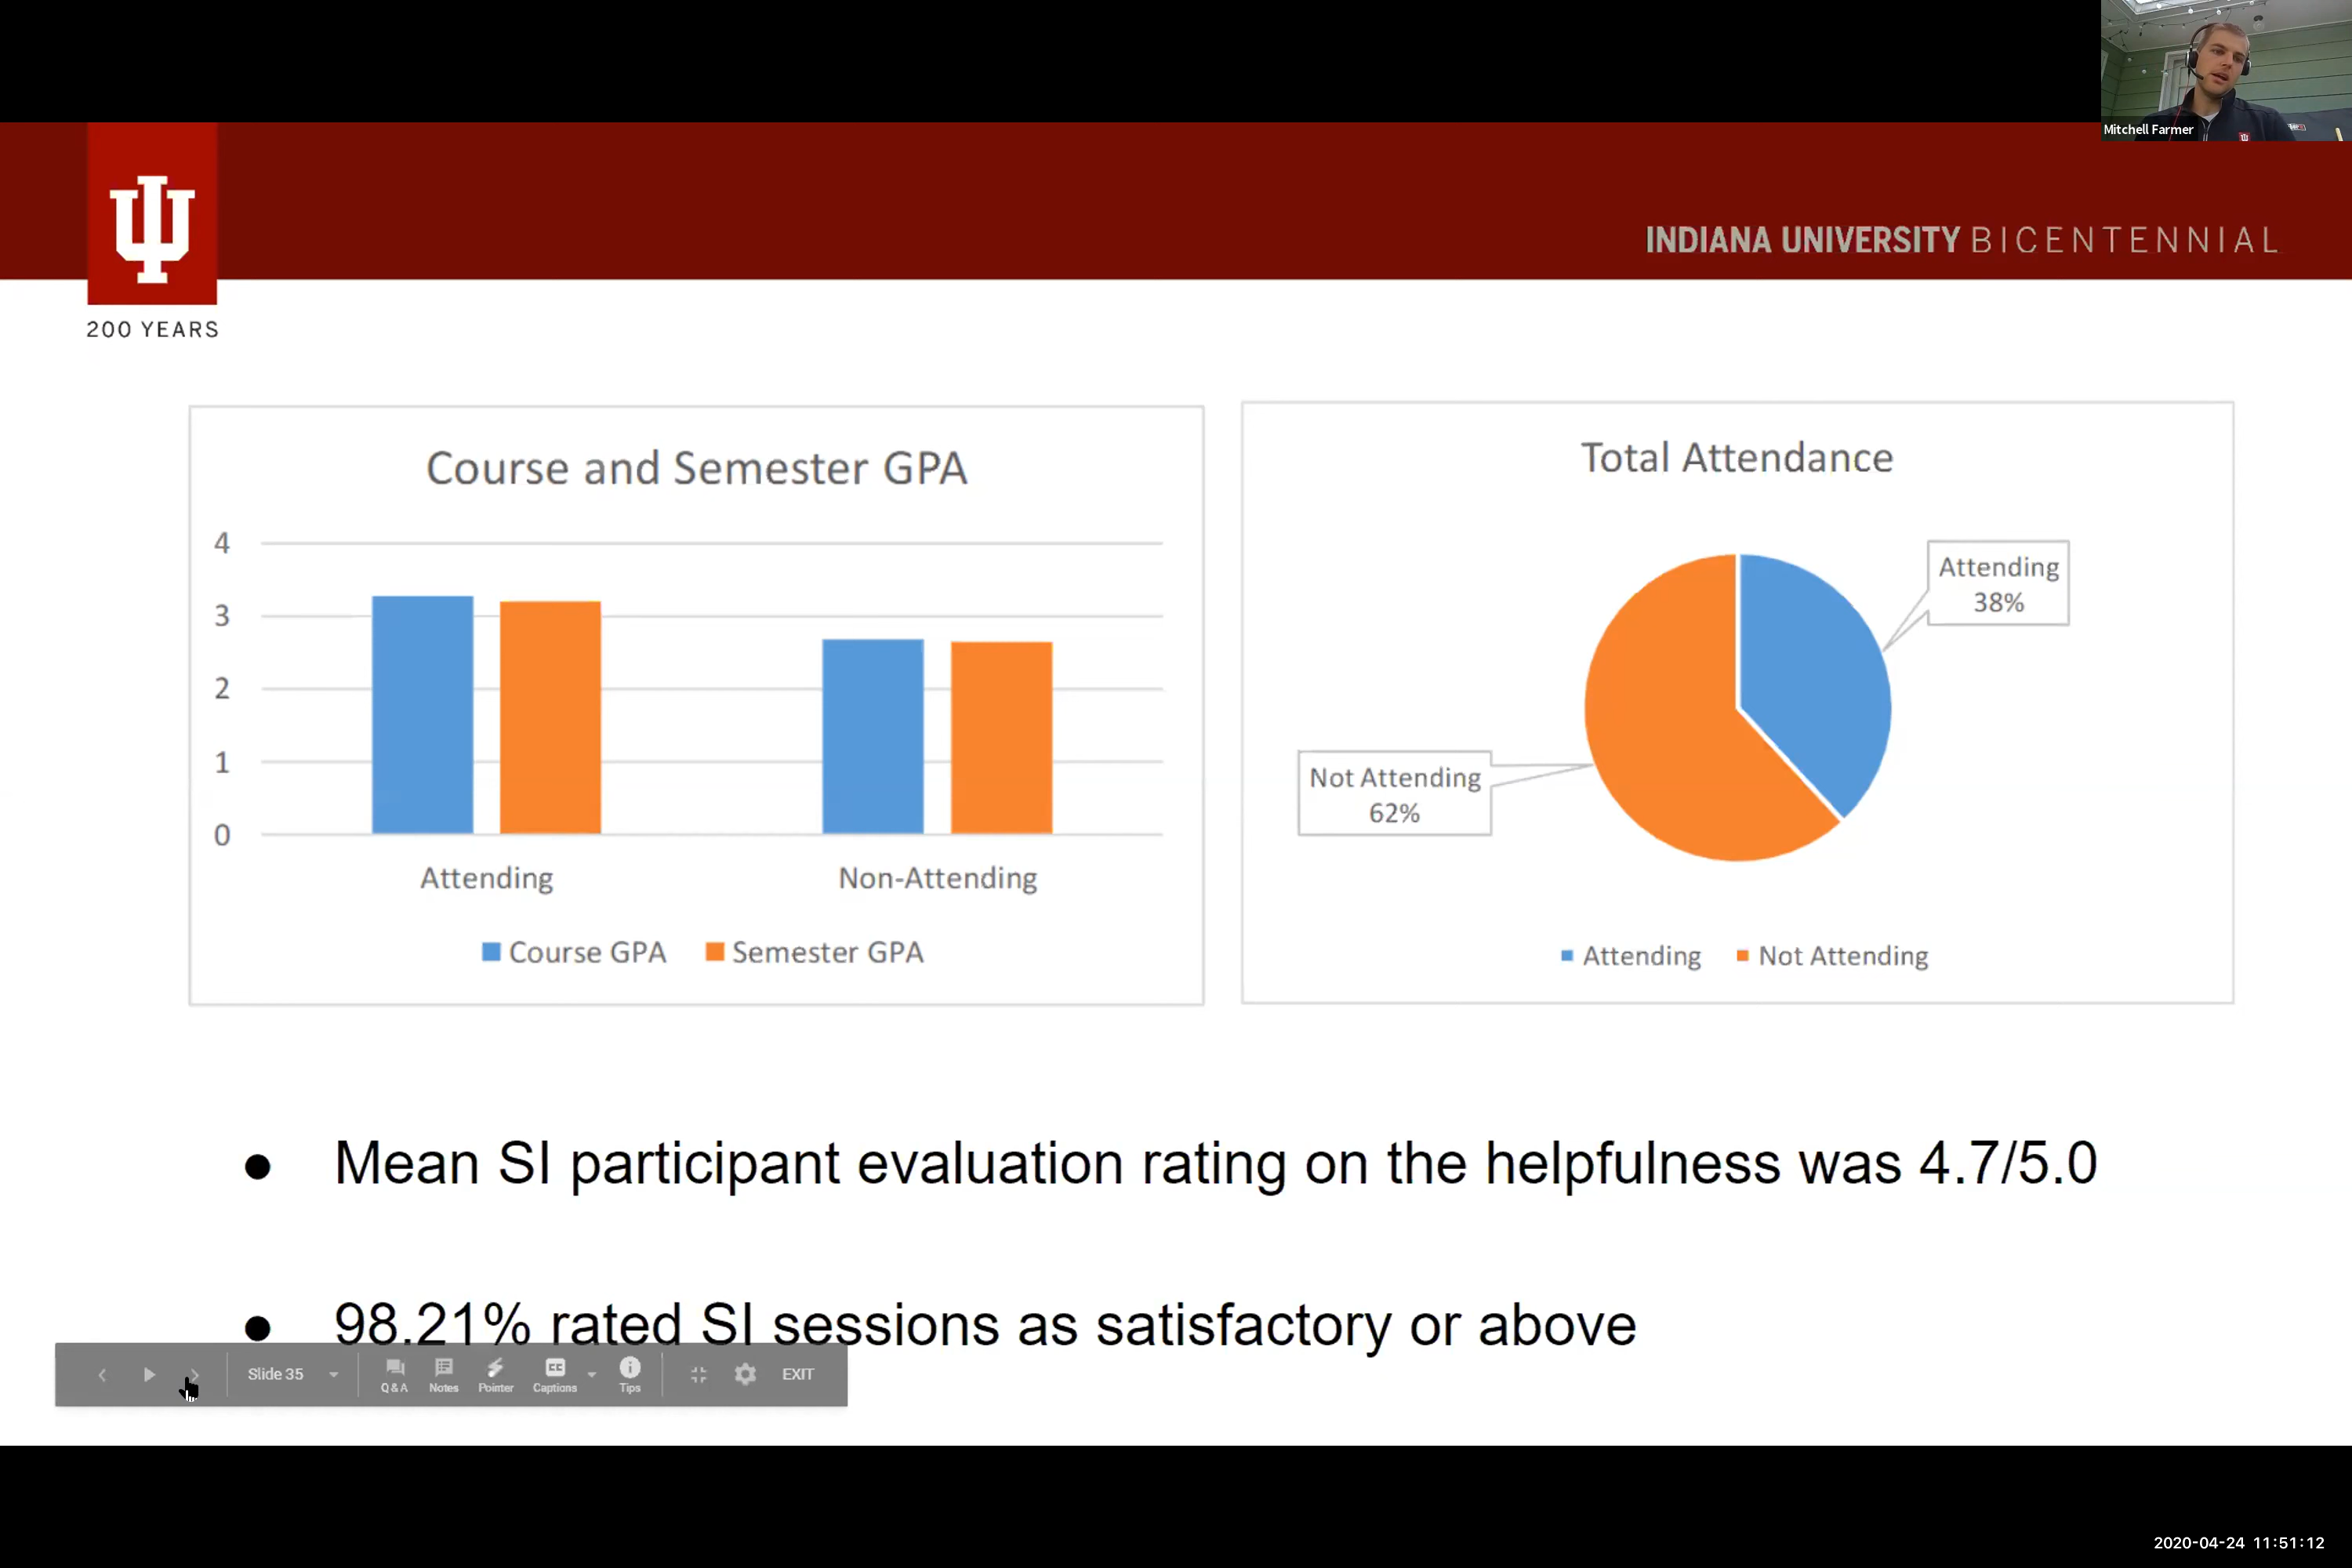 Mitchell Farmer
INDIANA UNIVERSITY BICENTENNIAL
200 YEARS
Course and Semester GPA
4
3
2
1
0
Attending Non-Attending
Course GPA Semester GPA
Total Attendance
Attending
38%
Not Attending
62%
Attending Not Attending
● Mean SI participant evaluation rating on the helpfulness was 4.7/5.0
● 98.21% rated SI sessions as satisfactory or above
Slide 35 Q&A Notes Pointer Captions Tips EXIT
2020-04-24 11:51:12